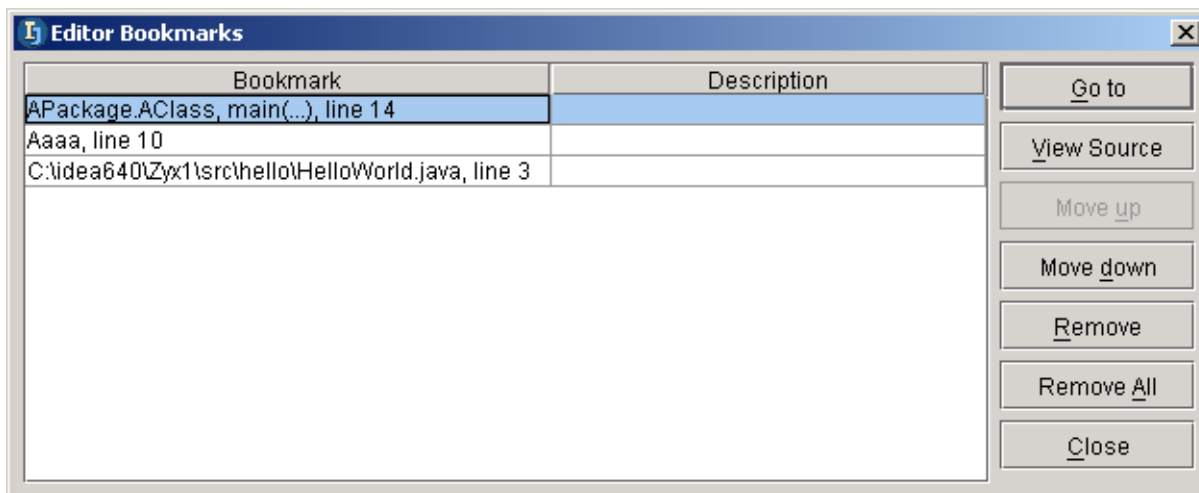 Editor Bookmarks
Bookmark Description
APackage.AClass, main(...), line 14
Aaaa, line 10
C:\idea640\Zyx1\src\hello\HelloWorld.java, line 3
Go to
View Source
Move up
Move down
Remove
Remove All
Close